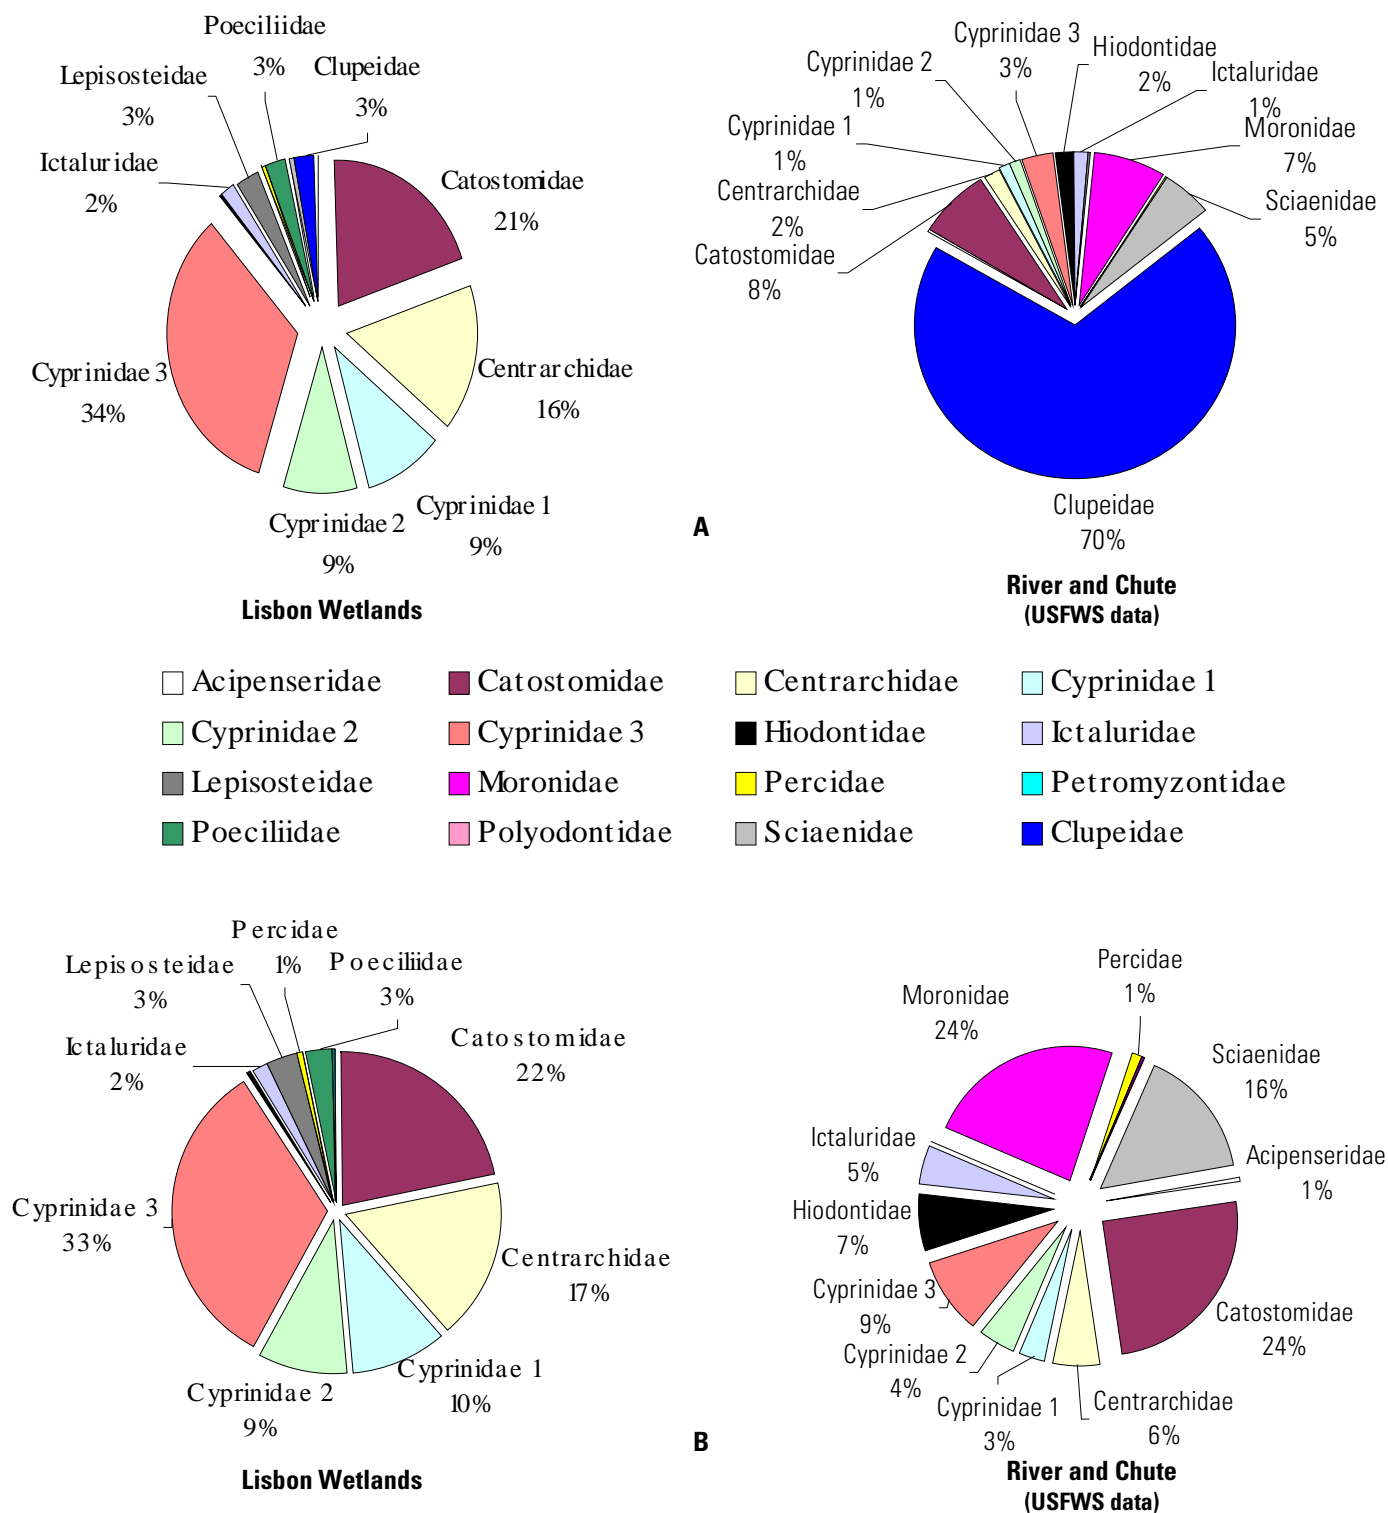 Poeciliidae
3%
Clupeidae
3%
Lepisosteidae
3%
Ictaluridae
2%
Catostomidae
21%
Cyprinidae 3
34%
Centrarchidae
16%
Cyprinidae 2
9%
Cyprinidae 1
9%
Lisbon Wetlands
A
Cyprinidae 3
3%
Hiodontidae
2%
Cyprinidae 2
1%
Ictaluridae
1%
Cyprinidae 1
1%
Moronidae
7%
Centrarchidae
2%
Sciaenidae
5%
Catostomidae
8%
Clupeidae
70%
River and Chute
(USFWS data)
Acipenseridae Catostomidae Centrarchidae Cyprinidae 1
Cyprinidae 2 Cyprinidae 3 Hiodontidae Ictaluridae
Lepisosteidae Moronidae Percidae Petromyzontidae
Poeciliidae Polyodontidae Sciaenidae Clupeidae
Percidae
1%
Lepisosteidae
3%
Poeciliidae
3%
Ictaluridae
2%
Catostomidae
22%
Cyprinidae 3
33%
Centrarchidae
17%
Cyprinidae 2
9%
Cyprinidae 1
10%
Lisbon Wetlands
B
Percidae
1%
Moronidae
24%
Sciaenidae
16%
Ictaluridae
5%
Acipenseridae
1%
Hiodontidae
7%
Cyprinidae 3
9%
Catostomidae
24%
Cyprinidae 2
4%
Cyprinidae 1
3%
Centrarchidae
6%
River and Chute
(USFWS data)